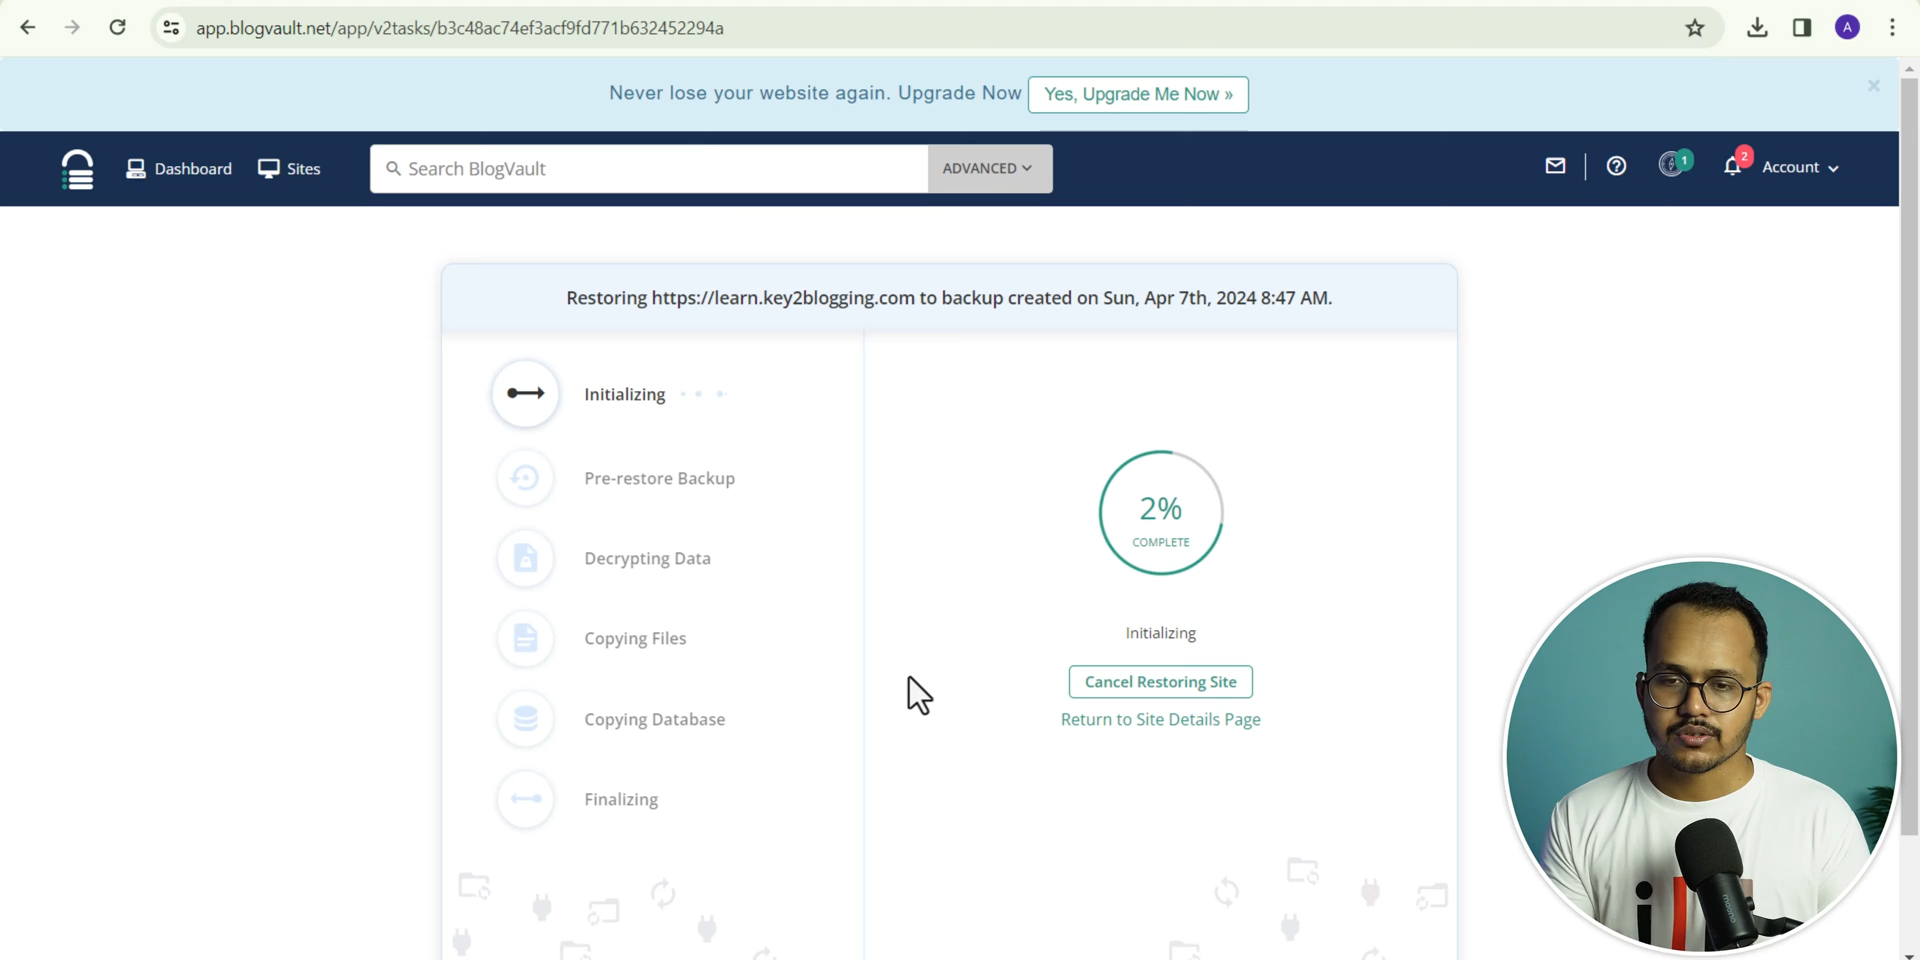 app.blogvault.net/app/v2tasks/b3c48ac74ef3acf9fd771b632452294a
A
Never lose your website again. Upgrade Now
Yes, Upgrade Me Now »
Dashboard
Sites
Search BlogVault
ADVANCED
1
2
Account
Restoring https://learn.key2blogging.com to backup created on Sun, Apr 7th, 2024 8:47 AM.
Initializing
Pre-restore Backup
Decrypting Data
Copying Files
Copying Database
Finalizing
2%
COMPLETE
Initializing
Cancel Restoring Site
Return to Site Details Page
maono